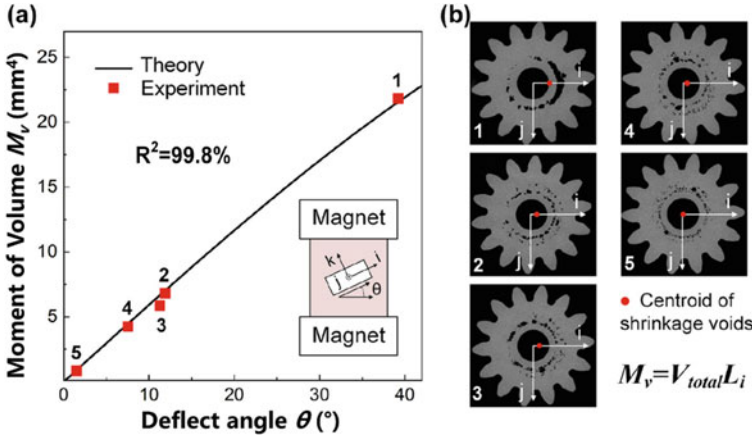 (a)
Moment of Volume Mᵥ (mm⁴)
25
20
15
10
5
0
10
20
30
40
Deflect angle θ (°)
Theory
Experiment
R²=99.8%
1
2
3
4
5
Magnet
k
i
j
θ
Magnet
(b)
i
j
1
i
j
4
i
j
2
i
j
5
i
j
3
Centroid of
shrinkage voids
Mᵥ=V_total L_i